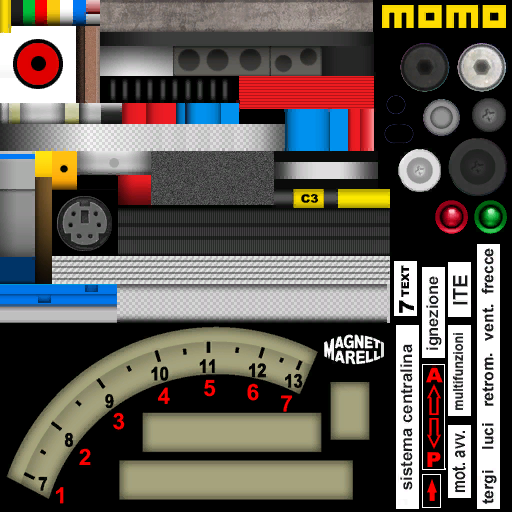 momo
C3
MAGNETI
MARELLI
7 8 9 10 11 12 13
1 2 3 4 5 6 7
7 TEXT
sistema centralina
ignezione
A
P
ITE
multifunzioni
mot. avv.
tergi luci retrom. vent. frecce